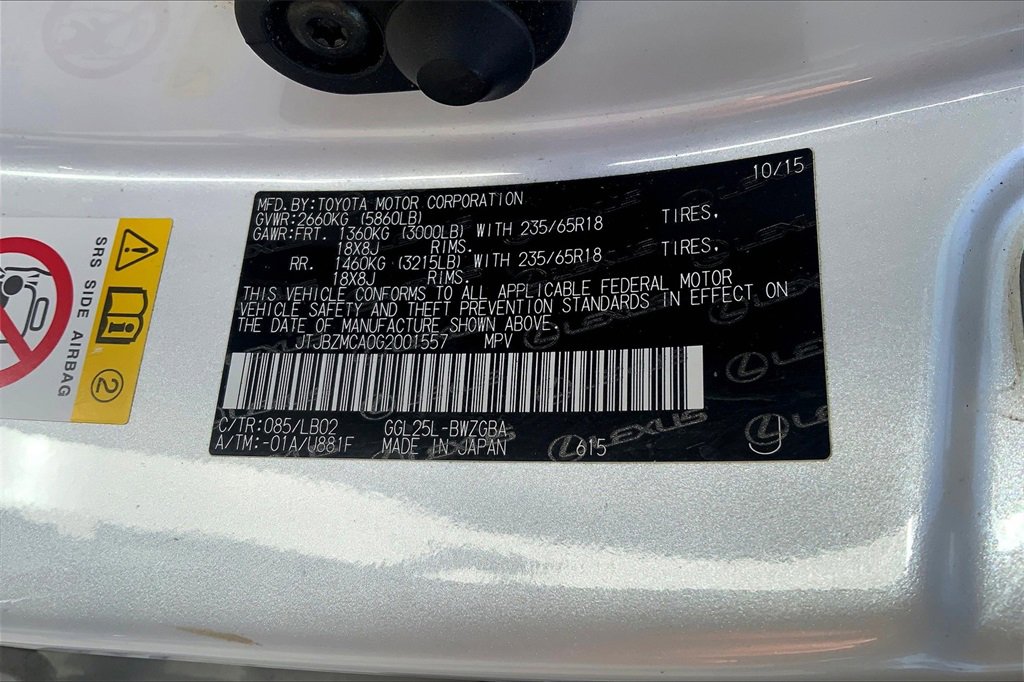 10/15
MFD.BY:TOYOTA MOTOR CORPORATION
GVWR:2660KG (5860LB)
GAWR:FRT. 1360KG (3000LB) WITH 235/65R18 TIRES,
18X8J RIMS.
RR. 1460KG (3215LB) WITH 235/65R18 TIRES,
18X8J RIMS.
THIS VEHICLE CONFORMS TO ALL APPLICABLE FEDERAL MOTOR
VEHICLE SAFETY AND THEFT PREVENTION STANDARDS IN EFFECT ON
THE DATE OF MANUFACTURE SHOWN ABOVE.
JTJBZMCA0G2001557 MPV
C/TR:085/LB02 GGL25L-BWZGBA
A/TM:-01A/U881F MADE IN JAPAN 615 J
LEXUS
LEXUS
LEXUS
SRS SIDE AIRBAG
2